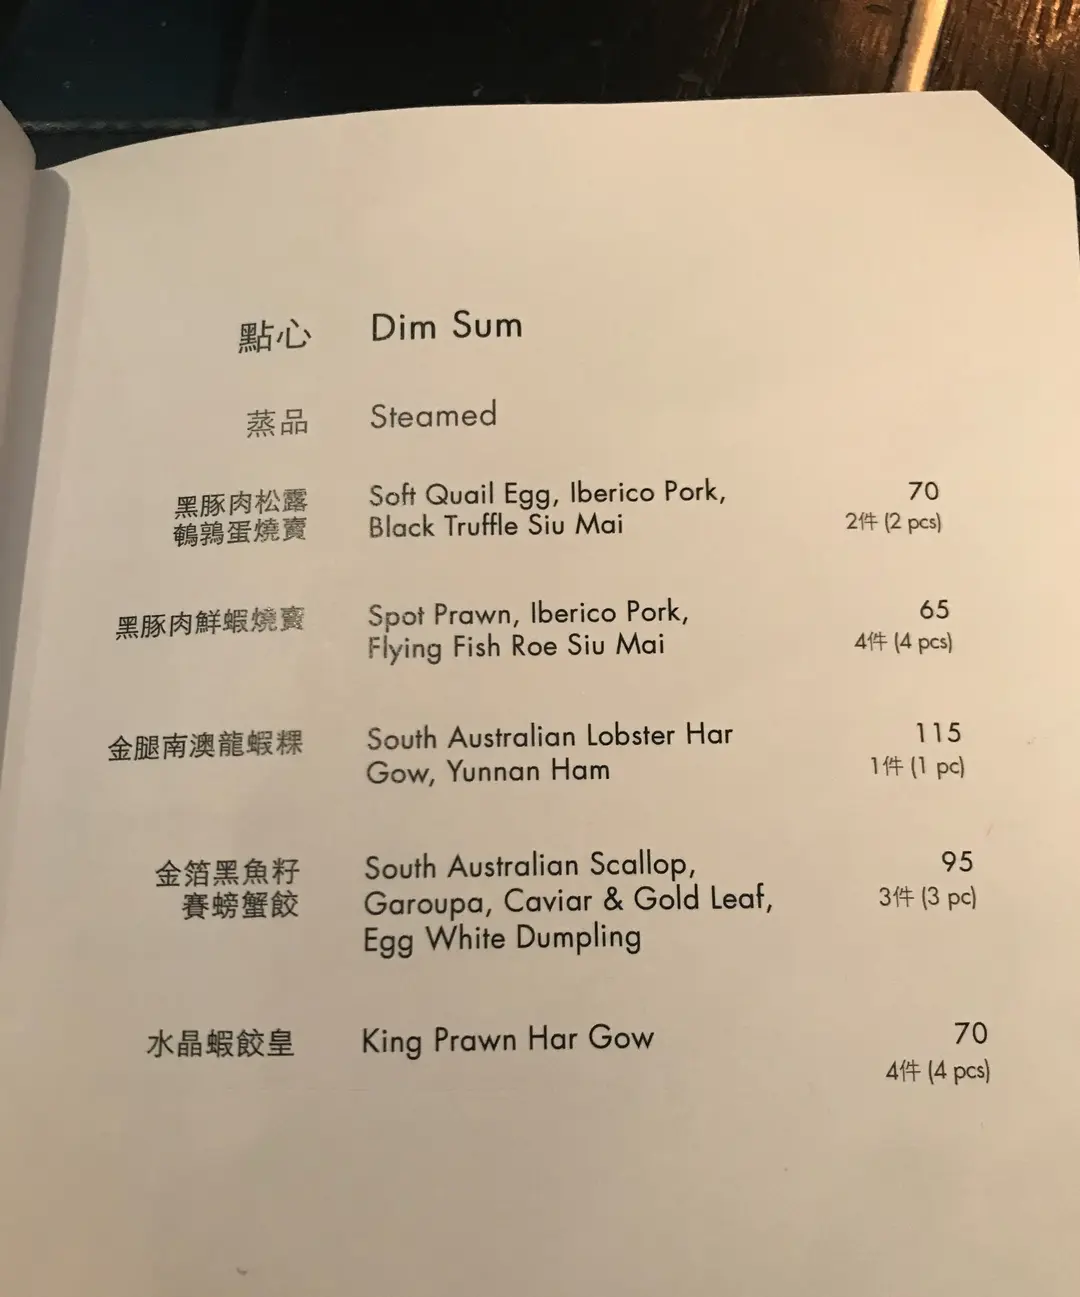 點心 Dim Sum
蒸品 Steamed
黑豚肉松露 Soft Quail Egg, Iberico Pork, 70
鵪鶉蛋燒賣 Black Truffle Siu Mai 2件 (2 pcs)
黑豚肉鮮蝦燒賣 Spot Prawn, Iberico Pork, 65
Flying Fish Roe Siu Mai 4件 (4 pcs)
金腿南澳龍蝦粿 South Australian Lobster Har 115
Gow, Yunnan Ham 1件 (1 pc)
金箔黑魚籽 South Australian Scallop, 95
賽螃蟹餃 Garoupa, Caviar & Gold Leaf, 3件 (3 pc)
Egg White Dumpling
水晶蝦餃皇 King Prawn Har Gow 70
4件 (4 pcs)